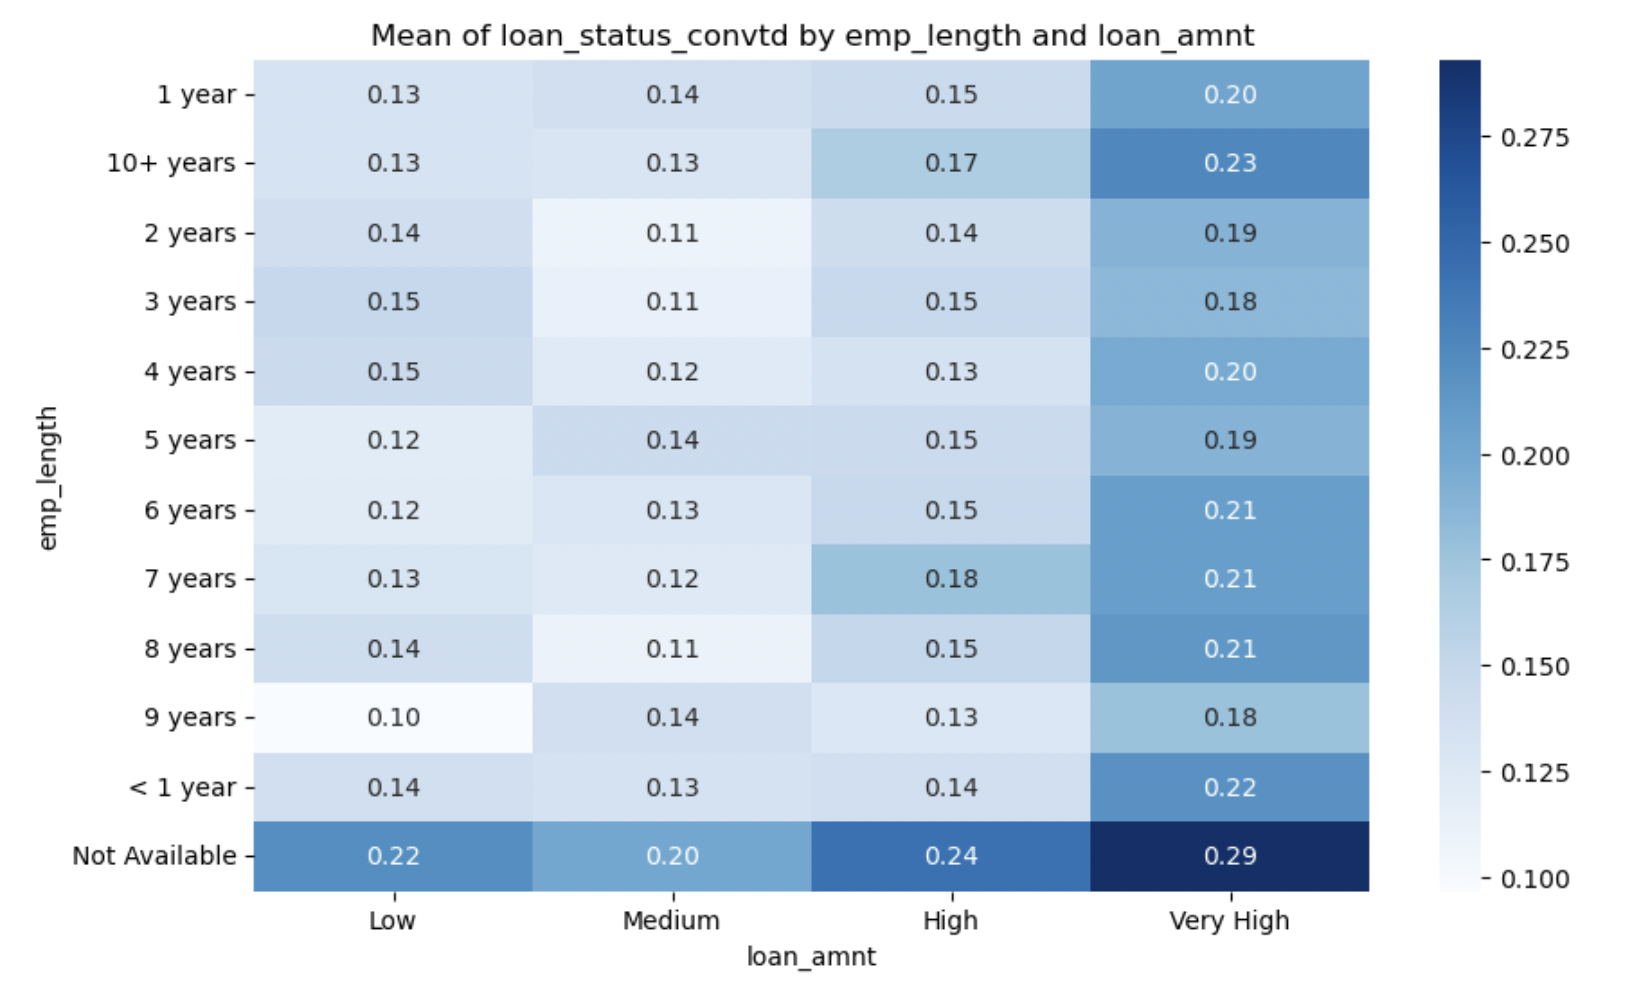 Mean of loan_status_convtd by emp_length and loan_amnt
emp_length
1 year 0.13 0.14 0.15 0.20
10+ years 0.13 0.13 0.17 0.23
2 years 0.14 0.11 0.14 0.19
3 years 0.15 0.11 0.15 0.18
4 years 0.15 0.12 0.13 0.20
5 years 0.12 0.14 0.15 0.19
6 years 0.12 0.13 0.15 0.21
7 years 0.13 0.12 0.18 0.21
8 years 0.14 0.11 0.15 0.21
9 years 0.10 0.14 0.13 0.18
< 1 year 0.14 0.13 0.14 0.22
Not Available 0.22 0.20 0.24 0.29
Low Medium High Very High
loan_amnt
0.275
0.250
0.225
0.200
0.175
0.150
0.125
0.100